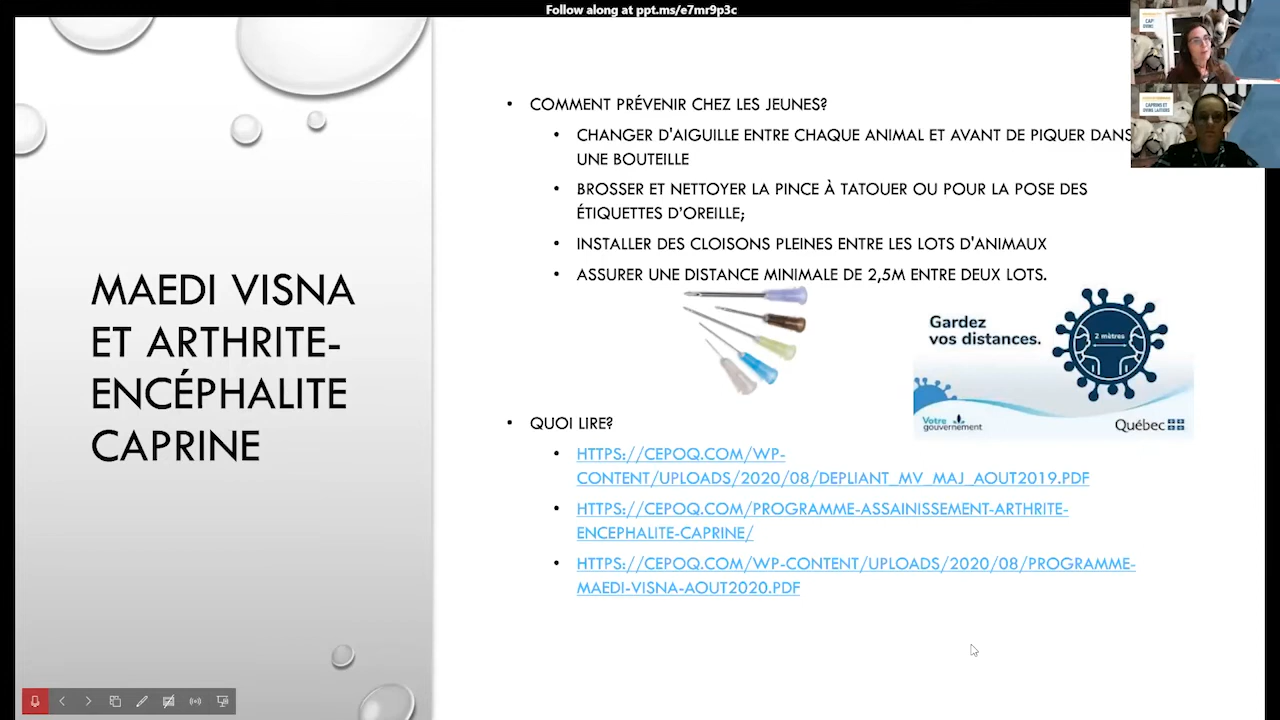 Follow along at ppt.ms/e7mr9p3c
MAEDI VISNA
ET ARTHRITE-
ENCÉPHALITE
CAPRINE
• COMMENT PRÉVENIR CHEZ LES JEUNES?
• CHANGER D'AIGUILLE ENTRE CHAQUE ANIMAL ET AVANT DE PIQUER DANS
UNE BOUTEILLE
• BROSSER ET NETTOYER LA PINCE À TATOUER OU POUR LA POSE DES
ÉTIQUETTES D'OREILLE;
• INSTALLER DES CLOISONS PLEINES ENTRE LES LOTS D'ANIMAUX
• ASSURER UNE DISTANCE MINIMALE DE 2,5M ENTRE DEUX LOTS.
Gardez
vos distances.
2 mètres
Votre
gouvernement
Québec
• QUOI LIRE?
• HTTPS://CEPOQ.COM/WP-
CONTENT/UPLOADS/2020/08/DEPLIANT_MV_MAJ_AOUT2019.PDF
• HTTPS://CEPOQ.COM/PROGRAMME-ASSAINISSEMENT-ARTHRITE-
ENCEPHALITE-CAPRINE/
• HTTPS://CEPOQ.COM/WP-CONTENT/UPLOADS/2020/08/PROGRAMME-
MAEDI-VISNA-AOUT2020.PDF
CAPRINS ET
OVINS LAITIERS